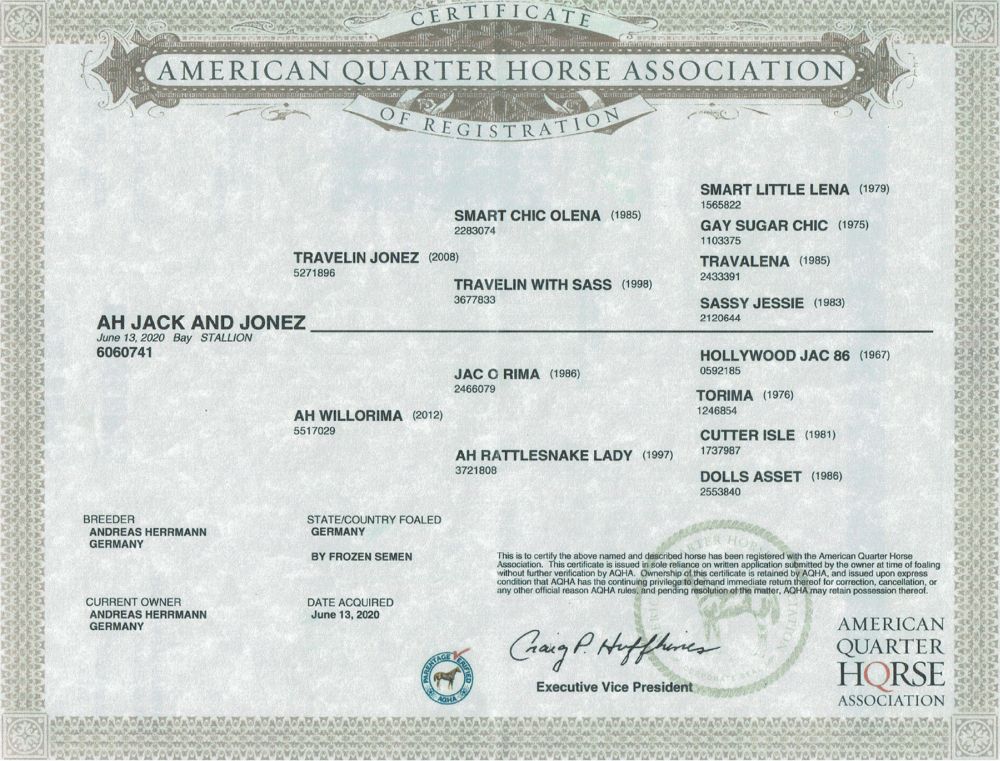 CERTIFICATE
AMERICAN QUARTER HORSE ASSOCIATION
OF REGISTRATION
SMART LITTLE LENA (1979)
1565822
SMART CHIC OLENA (1985)
2283074
GAY SUGAR CHIC (1975)
1103375
TRAVELIN JONEZ (2008)
5271896
TRAVALENA (1985)
2433391
TRAVELIN WITH SASS (1998)
3677833
SASSY JESSIE (1983)
2120644
AH JACK AND JONEZ
June 13, 2020 Bay STALLION
6060741
HOLLYWOOD JAC 86 (1967)
0592185
JAC O RIMA (1986)
2466079
TORIMA (1976)
1246854
AH WILLORIMA (2012)
5517029
CUTTER ISLE (1981)
1737987
AH RATTLESNAKE LADY (1997)
3721808
DOLLS ASSET (1986)
2553840
BREEDER
ANDREAS HERRMANN
GERMANY
STATE/COUNTRY FOALED
GERMANY
BY FROZEN SEMEN
This is to certify the above named and described horse has been registered with the American Quarter Horse
Association. This certificate is issued in sole reliance on written application submitted by the owner at time of foaling
without further verification by AQHA. Ownership of this certificate is retained by AQHA, and issued upon express
condition that AQHA has the continuing privilege to demand immediate return thereof for correction, cancellation, or
any other official reason AQHA rules, and pending resolution of the matter, AQHA may retain possession thereof.
CURRENT OWNER
ANDREAS HERRMANN
GERMANY
DATE ACQUIRED
June 13, 2020
Craig P. Huffhines
Executive Vice President
PARENTAGE VERIFIED
AQHA
AMERICAN
QUARTER
HORSE
ASSOCIATION